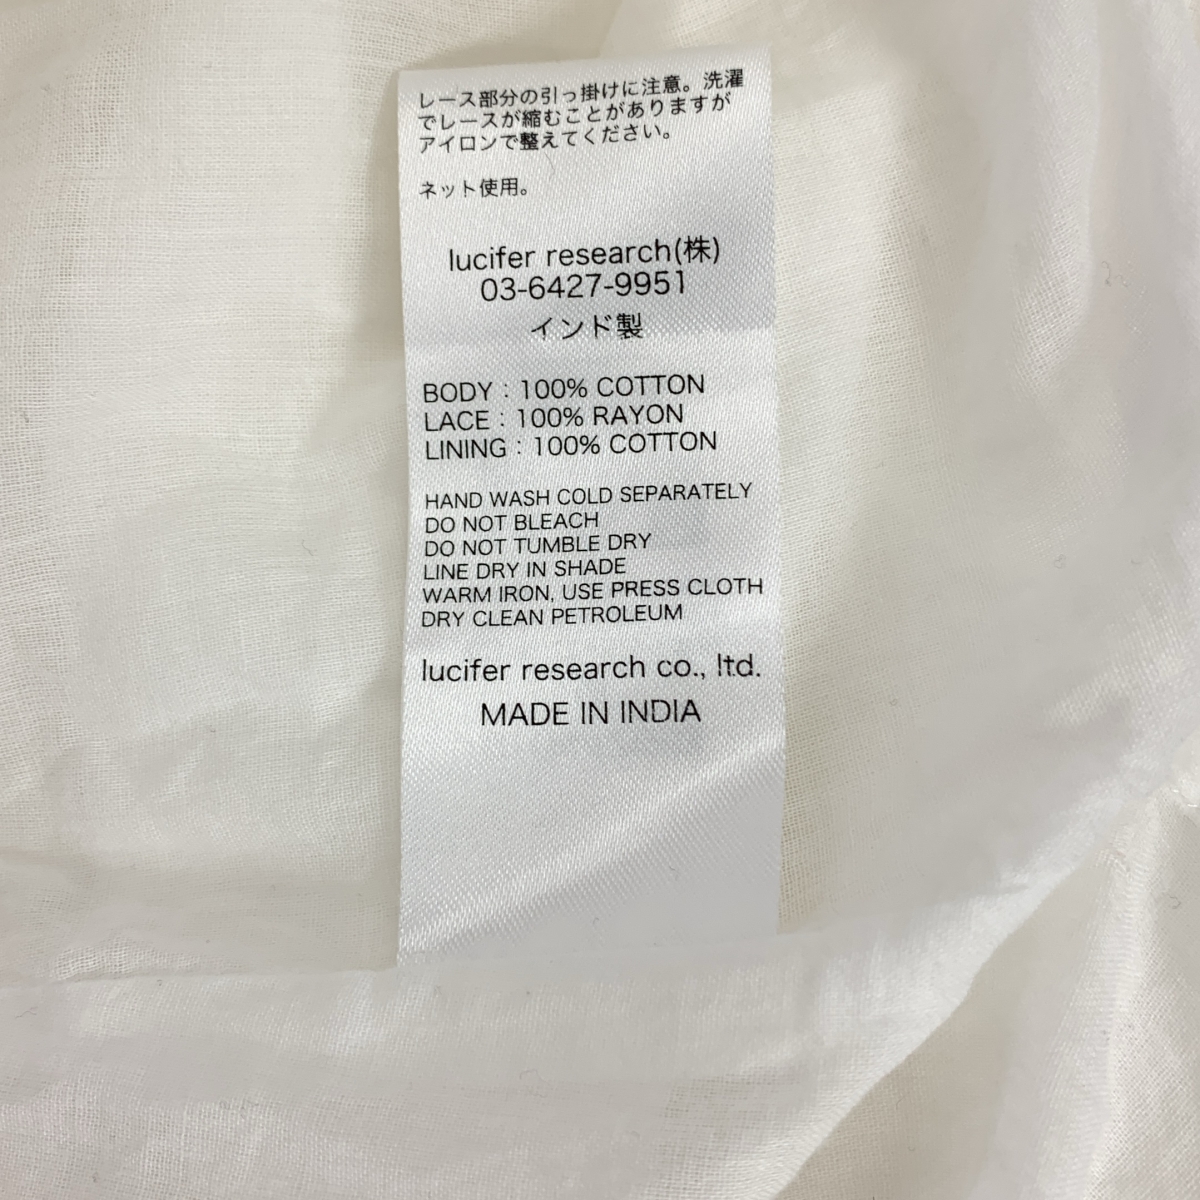 レース部分の引っ掛けに注意。洗濯
でレースが縮むことがありますが
アイロンで整えてください。
ネット使用。
lucifer research(株)
03-6427-9951
インド製
BODY : 100% COTTON
LACE : 100% RAYON
LINING : 100% COTTON
HAND WASH COLD SEPARATELY
DO NOT BLEACH
DO NOT TUMBLE DRY
LINE DRY IN SHADE
WARM IRON, USE PRESS CLOTH
DRY CLEAN PETROLEUM
lucifer research co., ltd.
MADE IN INDIA